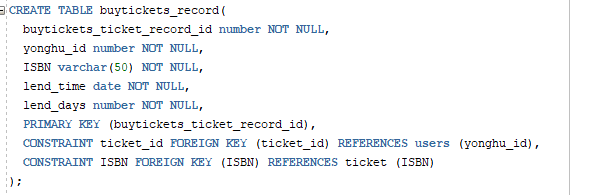 CREATE TABLE buytickets_record(
buytickets_ticket_record_id number NOT NULL,
yonghu_id number NOT NULL,
ISBN varchar(50) NOT NULL,
lend_time date NOT NULL,
lend_days number NOT NULL,
PRIMARY KEY (buytickets_ticket_record_id),
CONSTRAINT ticket_id FOREIGN KEY (ticket_id) REFERENCES users (yonghu_id),
CONSTRAINT ISBN FOREIGN KEY (ISBN) REFERENCES ticket (ISBN)
);